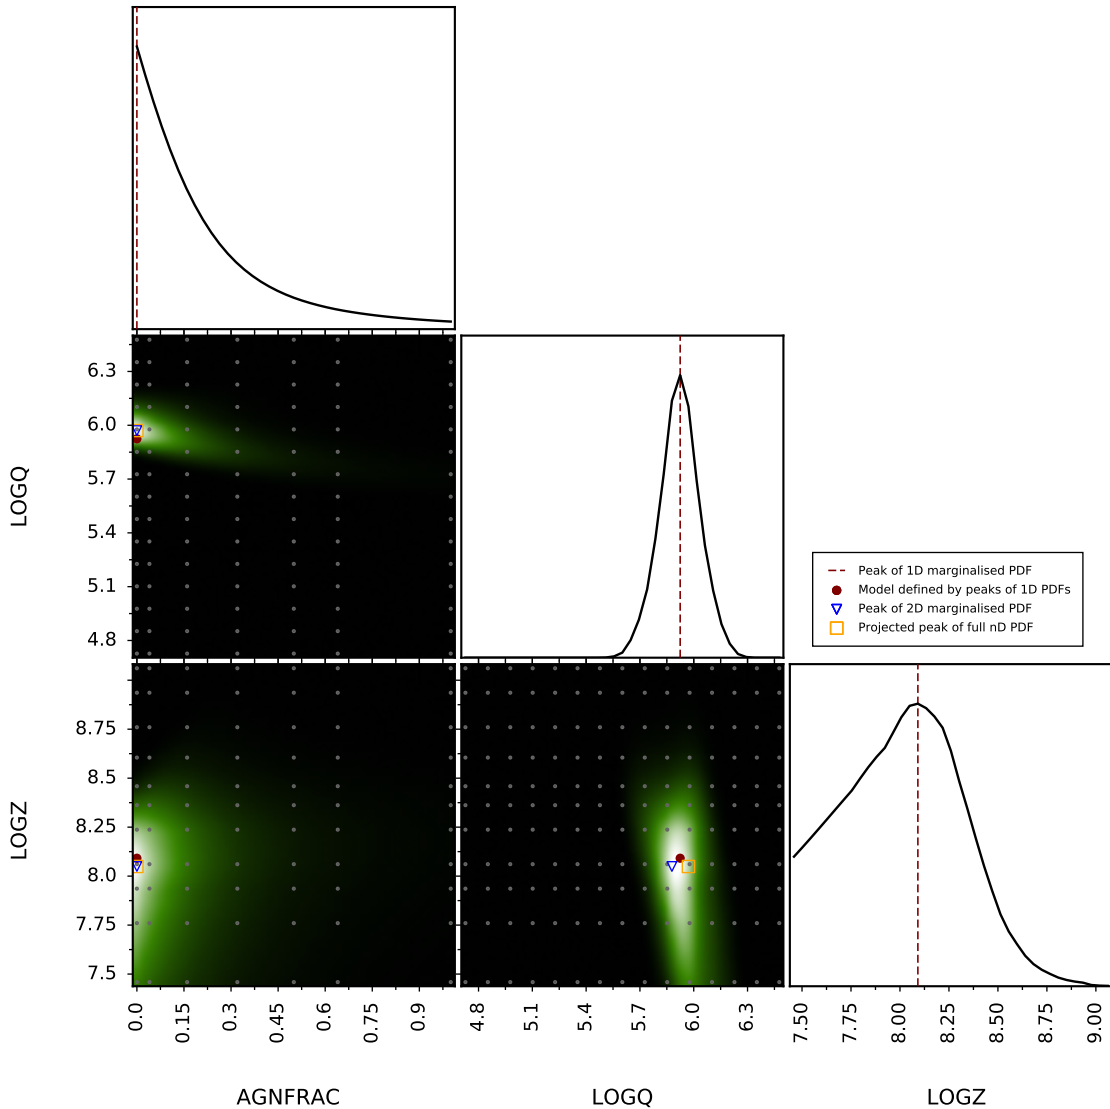 6.3
6.0
5.7
5.4
5.1
4.8
LOGQ
Peak of 1D marginalised PDF
Model defined by peaks of 1D PDFs
Peak of 2D marginalised PDF
Projected peak of full nD PDF
8.75
8.5
8.25
8.0
7.75
7.5
LOGZ
0.0 0.15 0.3 0.45 0.6 0.75 0.9
4.8 5.1 5.4 5.7 6.0 6.3
7.50 7.75 8.00 8.25 8.50 8.75 9.00
AGNFRAC
LOGQ
LOGZ